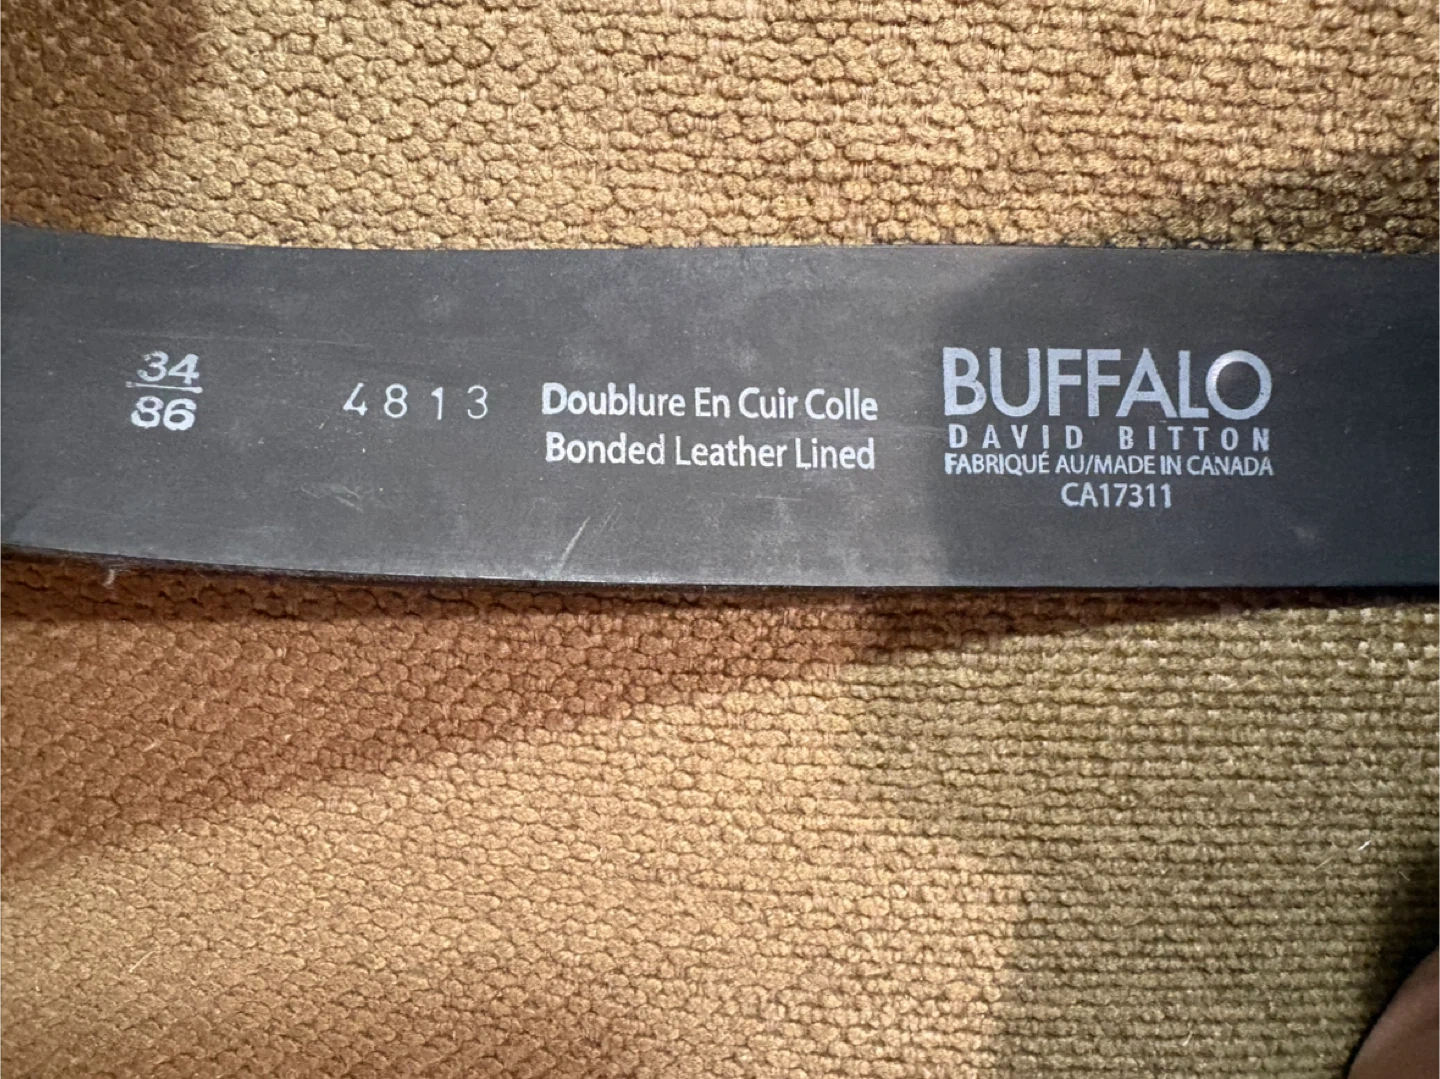 34
86
4813
Doublure En Cuir Colle
Bonded Leather Lined
BUFFALO
DAVID BITTON
FABRIQUÉ AU/MADE IN CANADA
CA17311